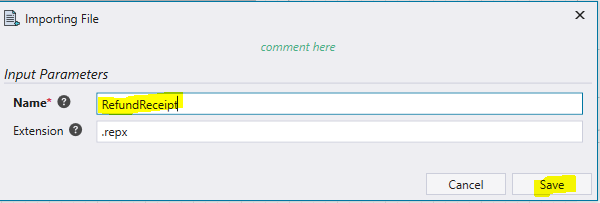 Importing File
comment here
Input Parameters
Name*
RefundReceipt
Extension
.repx
Cancel
Save